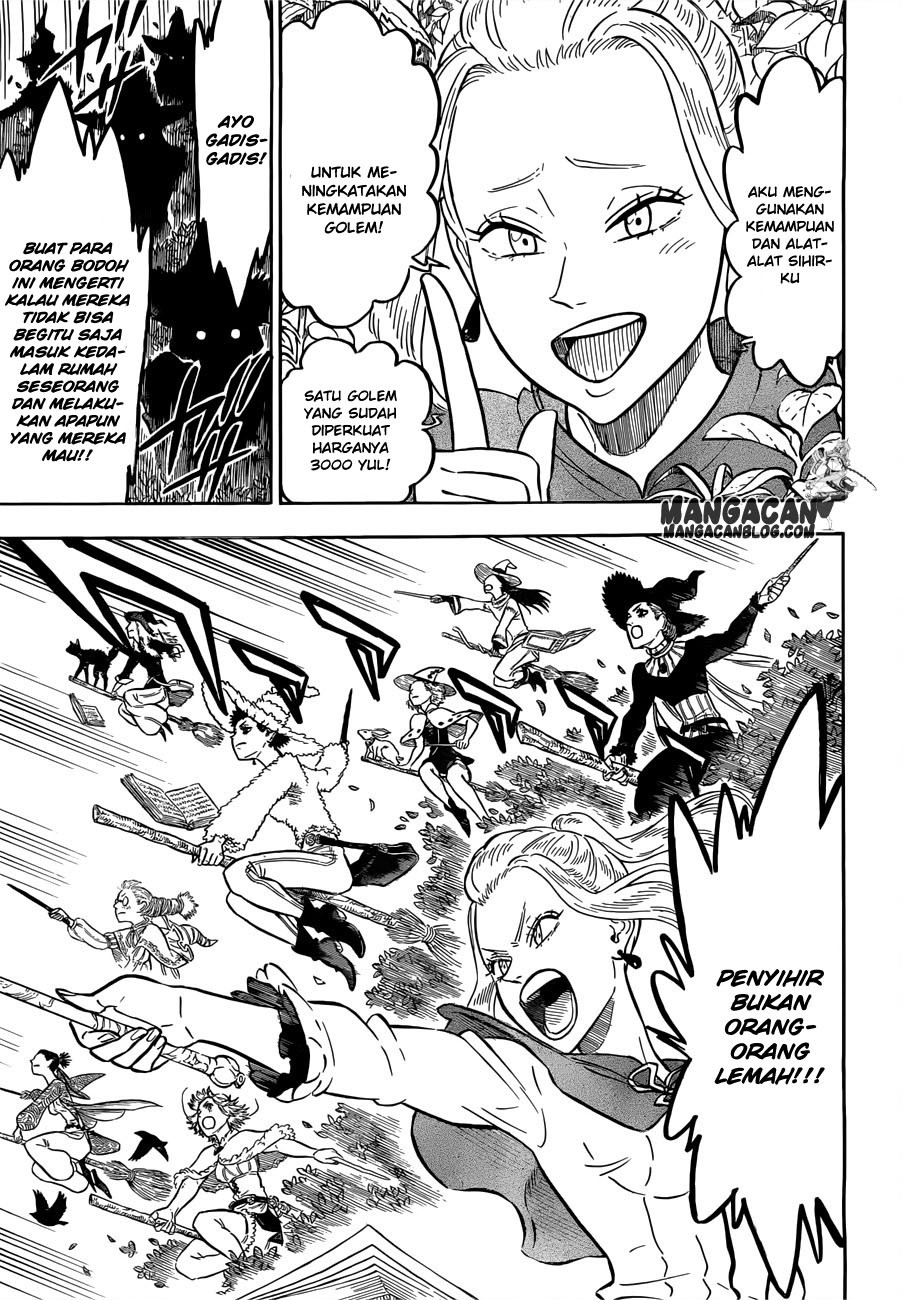 AKU MENG-
GUNAKAN
KEMAMPUAN
DAN ALAT-
ALAT SIHIR-
KU
UNTUK ME-
NINGKATAKAN
KEMAMPUAN
GOLEM!
SATU GOLEM
YANG SUDAH
DIPERKUAT
HARGANYA
3000 YUL!
AYO
GADIS-
GADIS!
BUAT PARA
ORANG BODOH
INI MENGERTI
KALAU MEREKA
TIDAK BISA
BEGITU SAJA
MASUK KEDA-
LAM RUMAH
SESEORANG
DAN MELAKU-
KAN APAPUN
YANG MEREKA
MAU!!
MANGACAN
MANGACANBLOG.COM
PENYIHIR
BUKAN
ORANG-
ORANG
LEMAH!!!